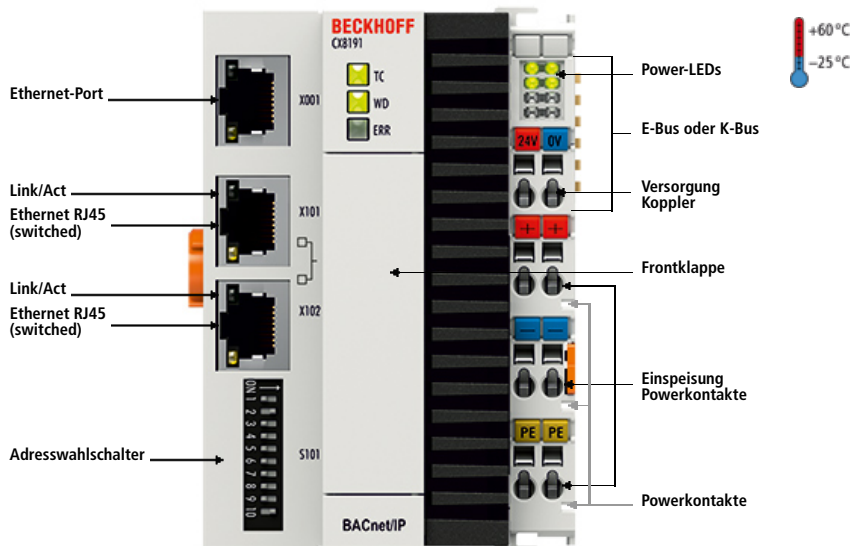 BECKHOFF
CX8191
TC
WD
ERR
Ethernet-Port
X001
Link/Act
Ethernet RJ45
(switched)
X101
Link/Act
Ethernet RJ45
(switched)
X102
Adresswahlschalter
ON
1
2
3
4
5
6
7
8
9
10
S101
BACnet/IP
24V
0V
+
+
–
–
PE
PE
Power-LEDs
E-Bus oder K-Bus
Versorgung
Koppler
Frontklappe
Einspeisung
Powerkontakte
Powerkontakte
+60 °C
–25 °C